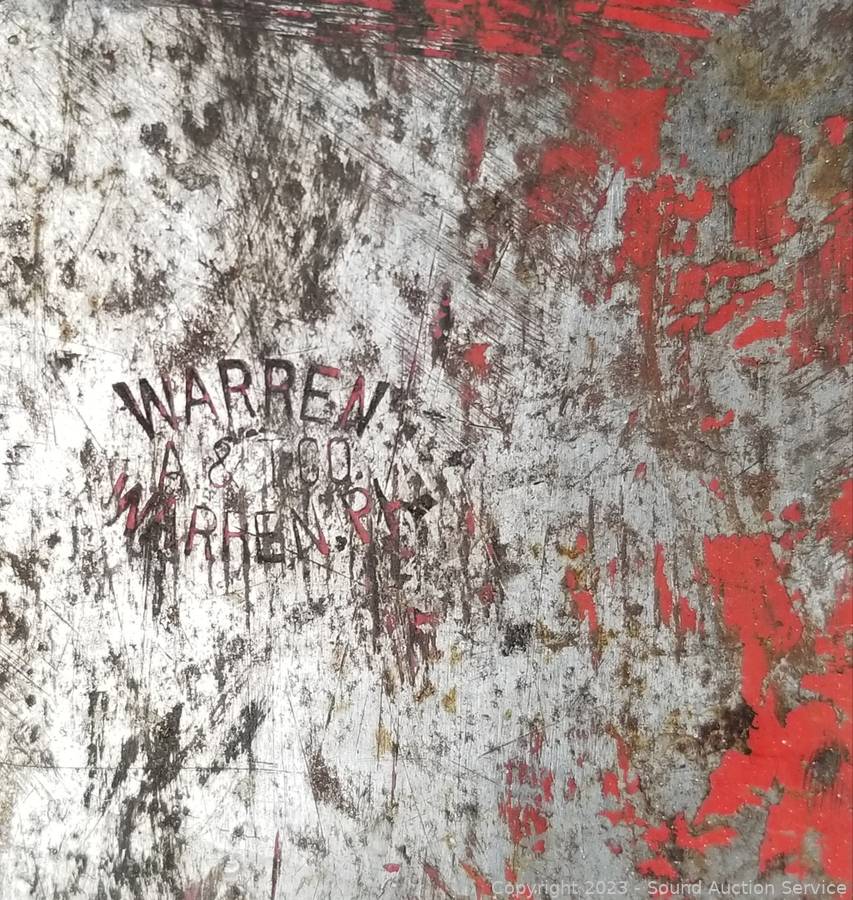 WARREN
A & T CO.
WARREN, PA
Copyright 2023 - Sound Auction Service